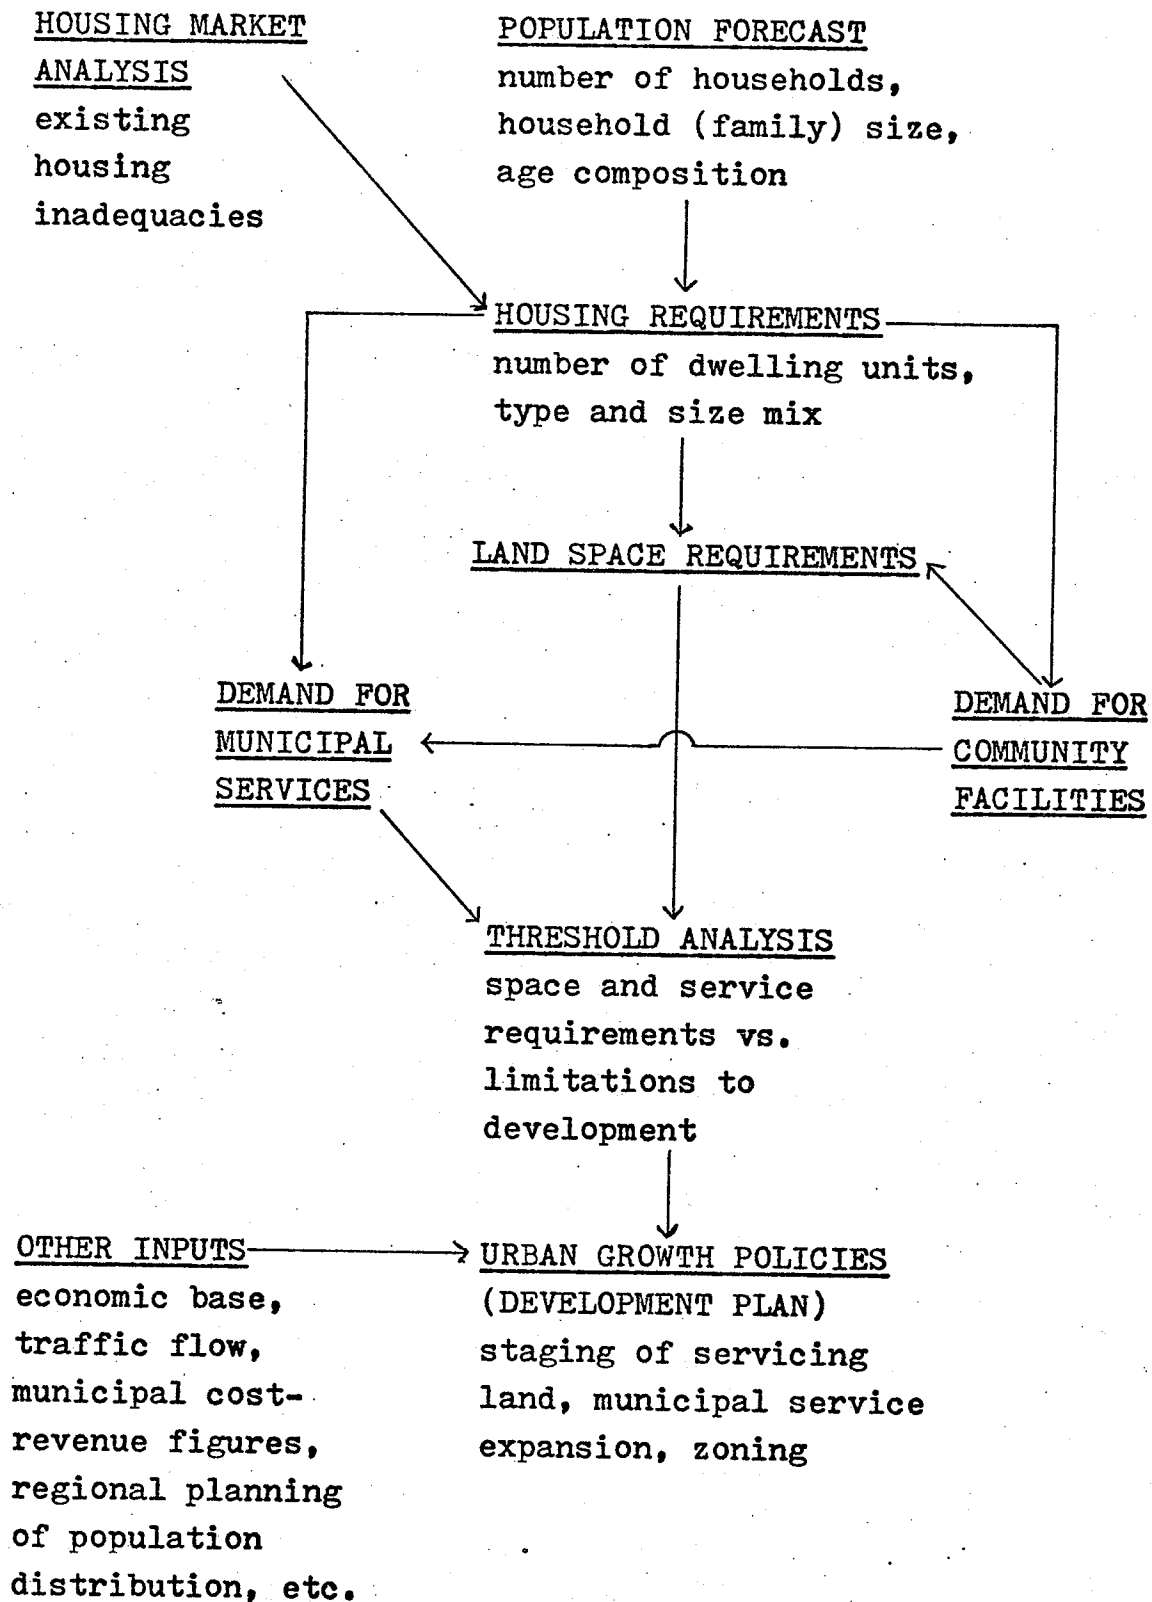 HOUSING MARKET
ANALYSIS
existing
housing
inadequacies
POPULATION FORECAST
number of households,
household (family) size,
age composition
HOUSING REQUIREMENTS
number of dwelling units,
type and size mix
LAND SPACE REQUIREMENTS
DEMAND FOR
MUNICIPAL
SERVICES
DEMAND FOR
COMMUNITY
FACILITIES
THRESHOLD ANALYSIS
space and service
requirements vs.
limitations to
development
OTHER INPUTS
economic base,
traffic flow,
municipal cost-
revenue figures,
regional planning
of population
distribution, etc.
URBAN GROWTH POLICIES
(DEVELOPMENT PLAN)
staging of servicing
land, municipal service
expansion, zoning